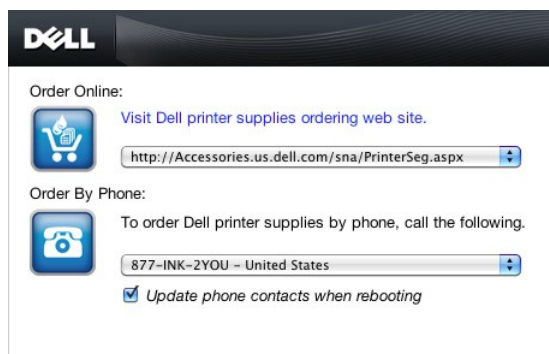 DELL
Order Online:
Visit Dell printer supplies ordering web site.
http://Accessories.us.dell.com/sna/PrinterSeg.aspx
Order By Phone:
To order Dell printer supplies by phone, call the following.
877-INK-2YOU – United States
Update phone contacts when rebooting